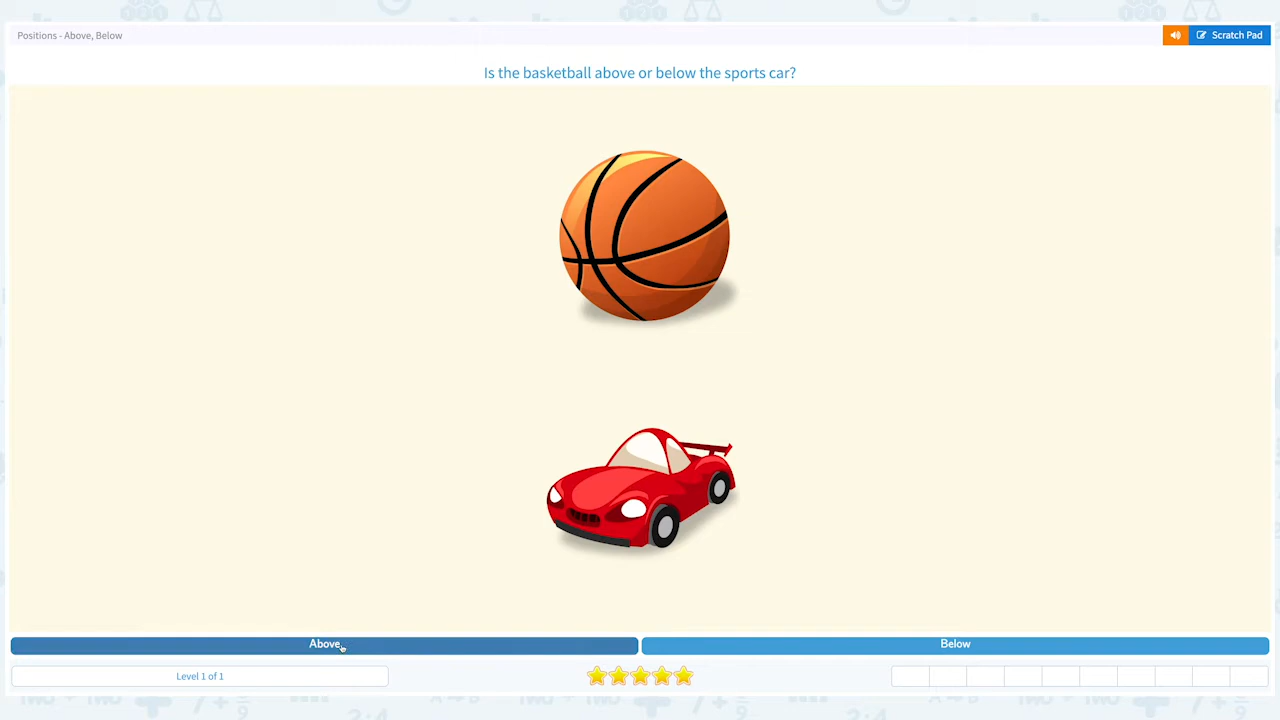 Positions - Above, Below
Scratch Pad
Is the basketball above or below the sports car?
Above
Below
Level 1 of 1